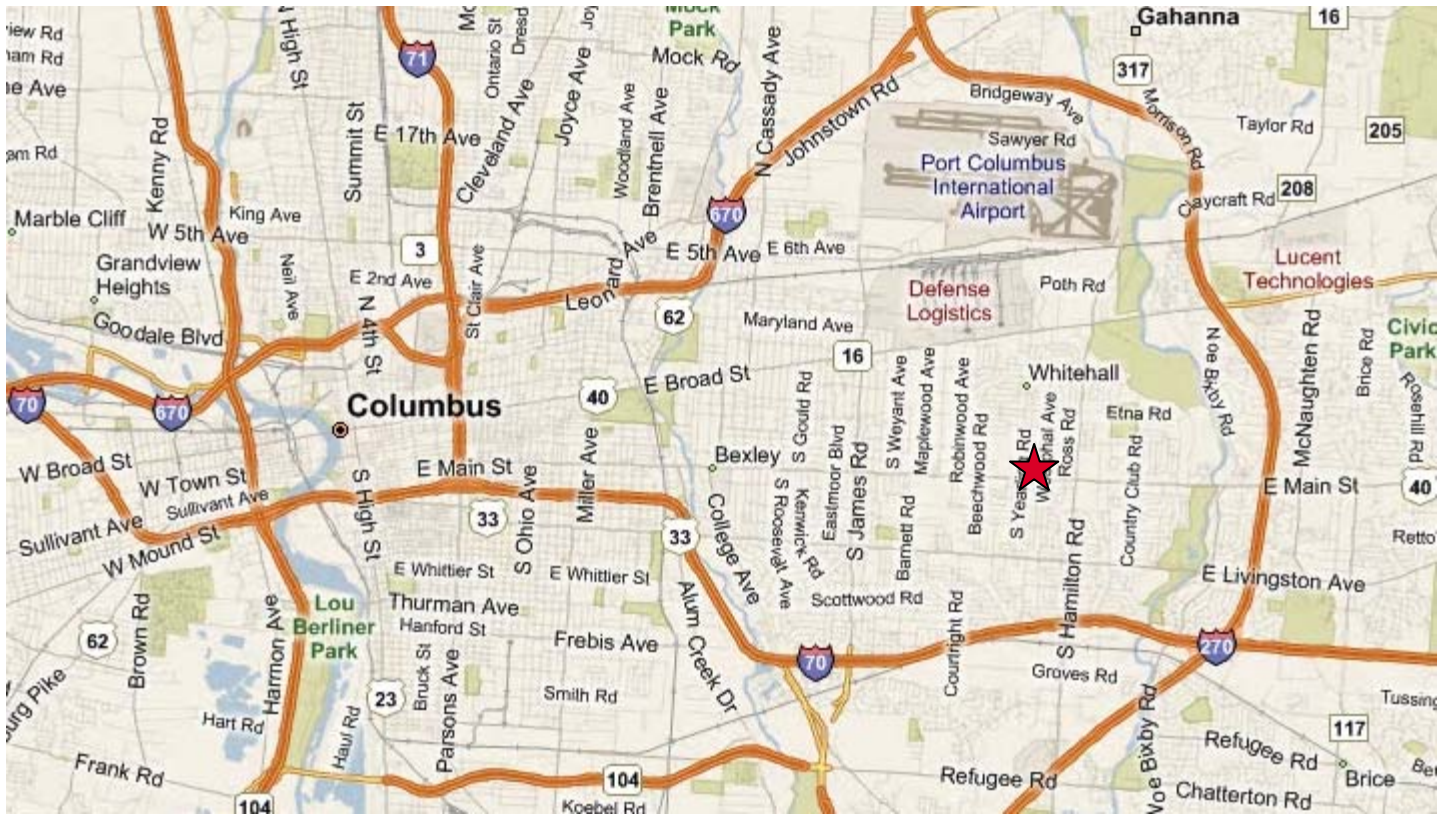 Mock
Park
Gahanna
16
N High St
71
Ontario St
Joyce Ave
Mock Rd
N Cassady Ave
317
Bridgeway Ave
Morrison Rd
Johnstown Rd
Kenny Rd
Summit St
E 17th Ave
Cleveland Ave
Woodland Ave
Brentnell Ave
Sawyer Rd
Taylor Rd
205
Port Columbus
International
Airport
208
Claycraft Rd
Marble Cliff
King Ave
W 5th Ave
3
670
E 5th Ave
E 6th Ave
Grandview
Heights
Neil Ave
E 2nd Ave
St Clair Ave
Leonard Ave
62
Defense
Logistics
Poth Rd
Lucent
Technologies
Goodale Blvd
N 4th St
Maryland Ave
16
Noe Bixby Rd
McNaughten Rd
Brice Rd
Civic
Park
Rosehill Rd
70
670
Columbus
40
E Broad St
S Gould Rd
S Weyant Ave
Maplewood Ave
Robinwood Ave
Beechwood Rd
Whitehall
Ross Rd
Etna Rd
Country Club Rd
W Broad St
W Town St
Sullivant Ave
Sullivant Ave
W Mound St
S High St
E Main St
33
S Ohio Ave
Miller Ave
33
Bexley
College Ave
S Roosevelt Ave
Kenwick Rd
Eastmoor Blvd
S James Rd
Barnett Rd
E Main St
40
E Whittier St
E Whittier St
Scottwood Rd
E Livingston Ave
S Hamilton Rd
62
Brown Rd
Harmon Ave
Lou
Berliner
Park
Thurman Ave
Hanford St
Frebis Ave
Alum Creek Dr
70
Courtright Rd
270
Groves Rd
23
Bruck St
Parsons Ave
Smith Rd
Hart Rd
Haul Rd
Frank Rd
104
104
Koebel Rd
Refugee Rd
Noe Bixby Rd
117
Refugee Rd
Brice
Chatterton Rd